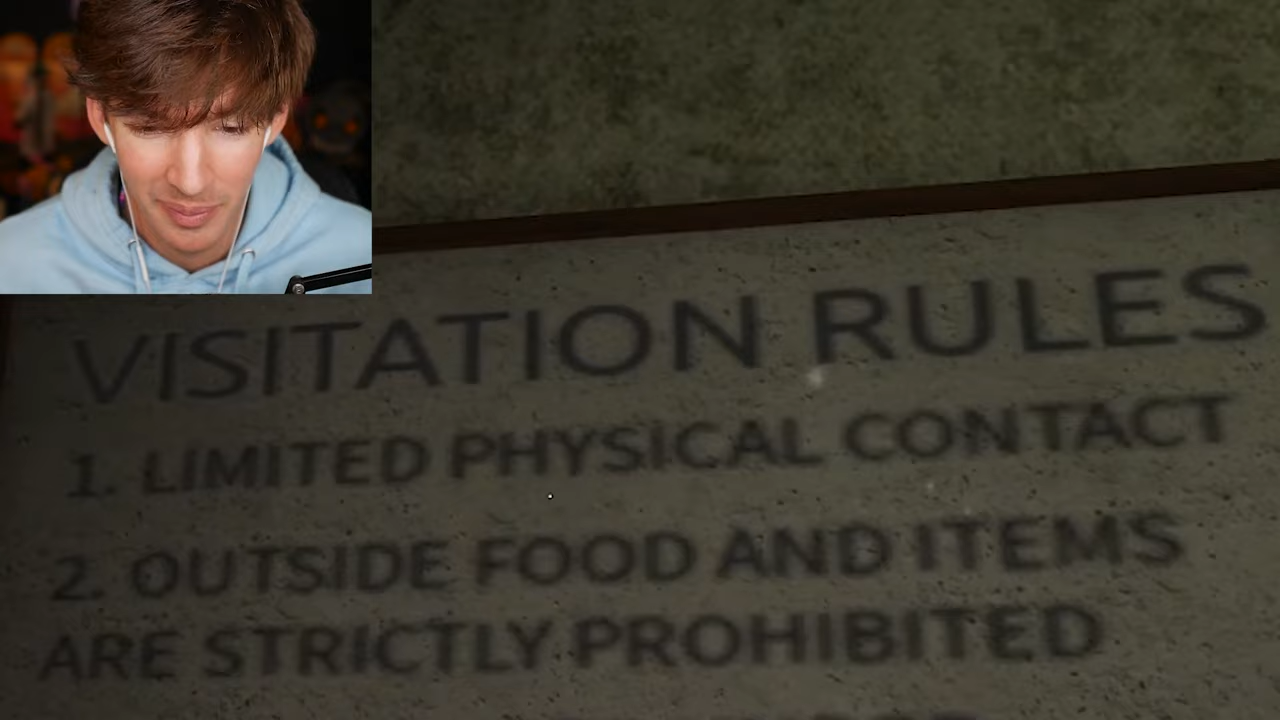 VISITATION RULES
1. LIMITED PHYSICAL CONTACT
2. OUTSIDE FOOD AND ITEMS
ARE STRICTLY PROHIBITED